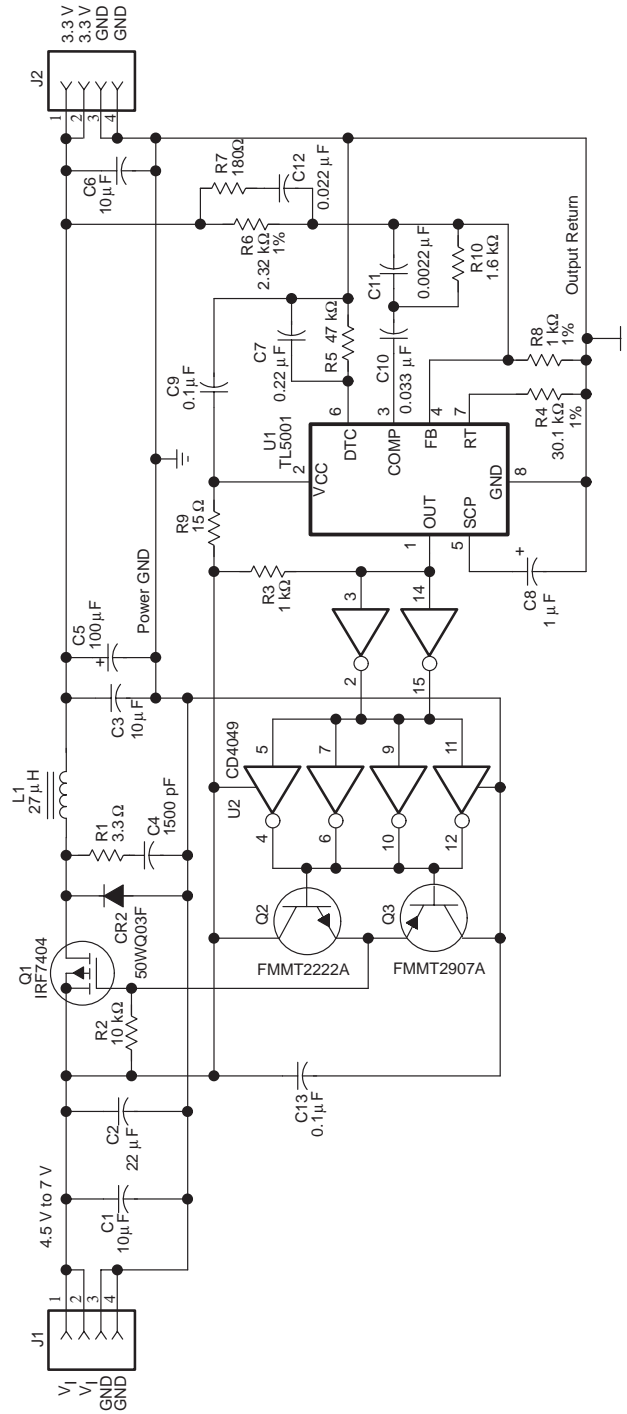 J1
V_I
V_I
GND
GND
1
2
3
4
4.5 V to 7 V
C1
10 µF
C2
22 µF
R2
10 kΩ
Q1
IRF7404
CR2
50WQ03F
R1
3.3 Ω
C4
1500 pF
L1
27 µH
C3
10 µF
C5
100 µF
+
Power GND
C6
10 µF
J2
1
2
3
4
3.3 V
3.3 V
GND
GND
C13
0.1 µF
Q2
FMMT2222A
Q3
FMMT2907A
U2
CD4049
4
5
6
7
10
9
12
11
2
3
15
14
R3
1 kΩ
R9
15 Ω
C9
0.1 µF
U1
TL5001
2
VCC
1
OUT
5
SCP
6
DTC
3
COMP
4
FB
7
RT
GND
8
C8
1 µF
+
C7
0.22 µF
R5
47 kΩ
C10
0.033 µF
C11
0.0022 µF
R10
1.6 kΩ
R6
2.32 kΩ
1%
R7
180 Ω
C12
0.022 µF
R4
30.1 kΩ
1%
R8
1 kΩ
1%
Output Return